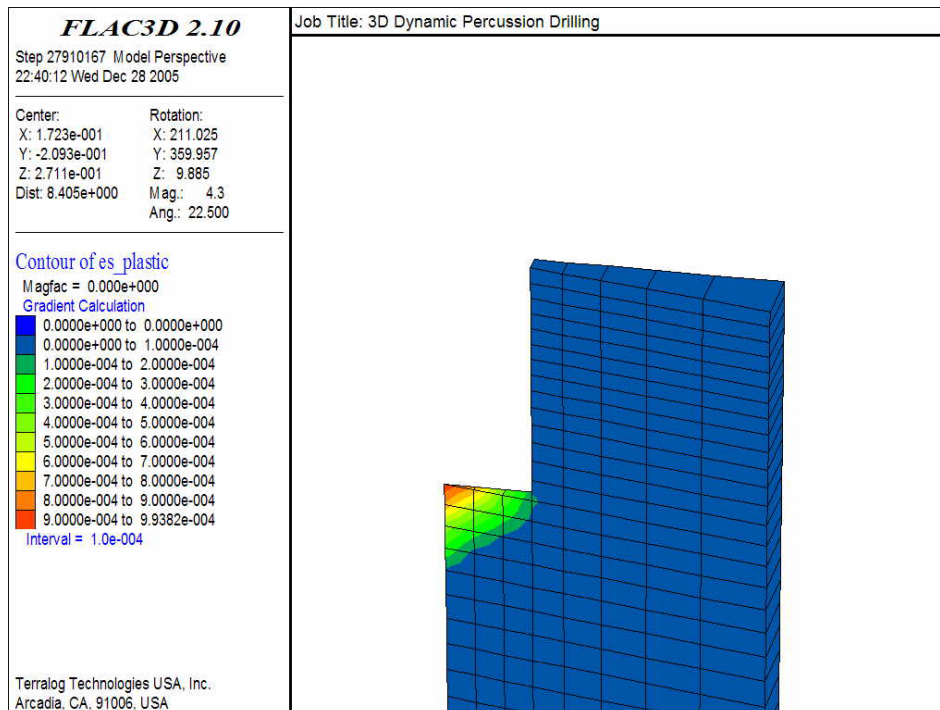 FLAC3D 2.10
Step 27910167 Model Perspective
22:40:12 Wed Dec 28 2005
Center:
X: 1.723e-001
Y: -2.093e-001
Z: 2.711e-001
Dist: 8.405e+000
Rotation:
X: 211.025
Y: 359.957
Z: 9.885
Mag.: 4.3
Ang.: 22.500
Contour of es_plastic
Magfac = 0.000e+000
Gradient Calculation
0.0000e+000 to 0.0000e+000
0.0000e+000 to 1.0000e-004
1.0000e-004 to 2.0000e-004
2.0000e-004 to 3.0000e-004
3.0000e-004 to 4.0000e-004
4.0000e-004 to 5.0000e-004
5.0000e-004 to 6.0000e-004
6.0000e-004 to 7.0000e-004
7.0000e-004 to 8.0000e-004
8.0000e-004 to 9.0000e-004
9.0000e-004 to 9.9382e-004
Interval = 1.0e-004
Terralog Technologies USA, Inc.
Arcadia, CA, 91006, USA
Job Title: 3D Dynamic Percussion Drilling